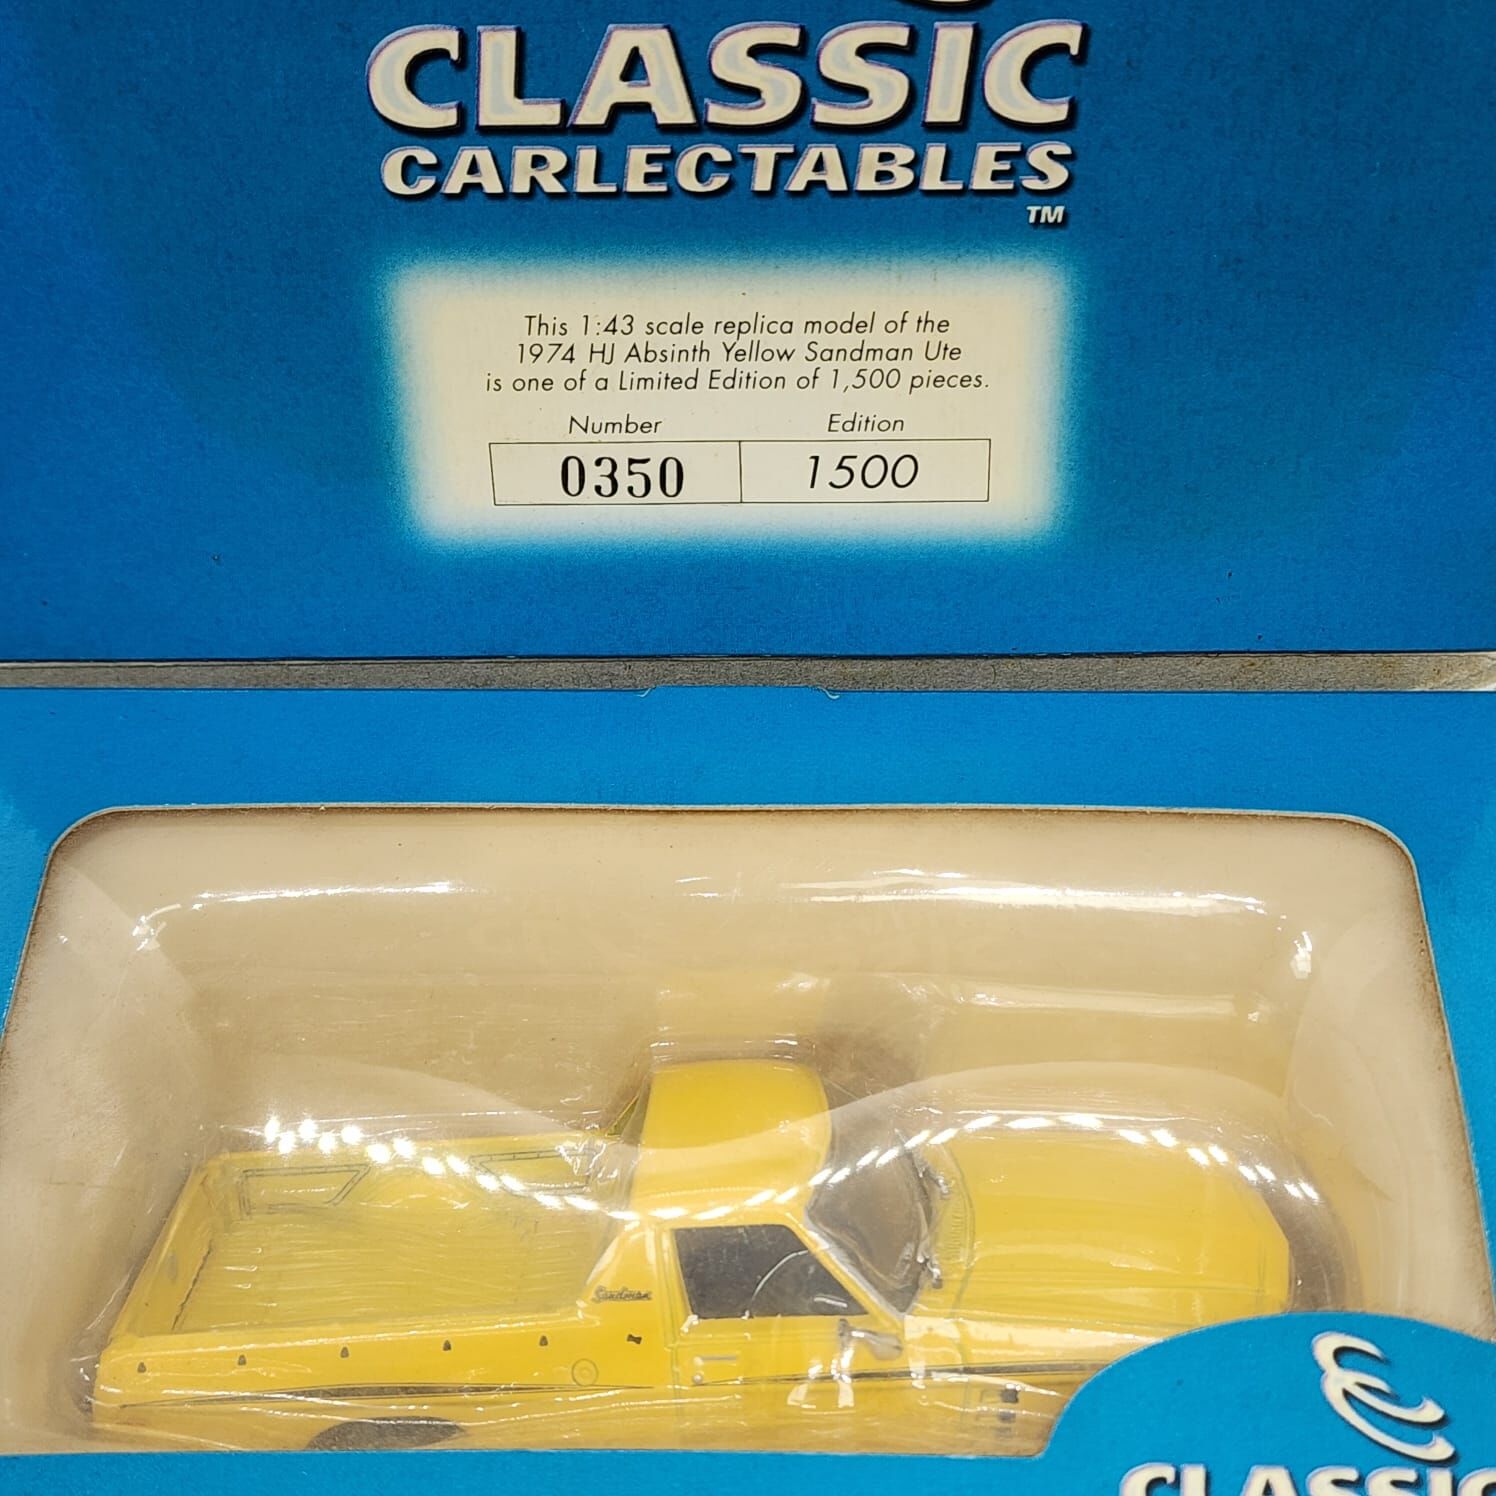 CLASSIC
CARLECTABLES
TM
This 1:43 scale replica model of the
1974 HJ Absinth Yellow Sandman Ute
is one of a Limited Edition of 1,500 pieces.
Number Edition
0350 1500
Sandman
CLASSIC